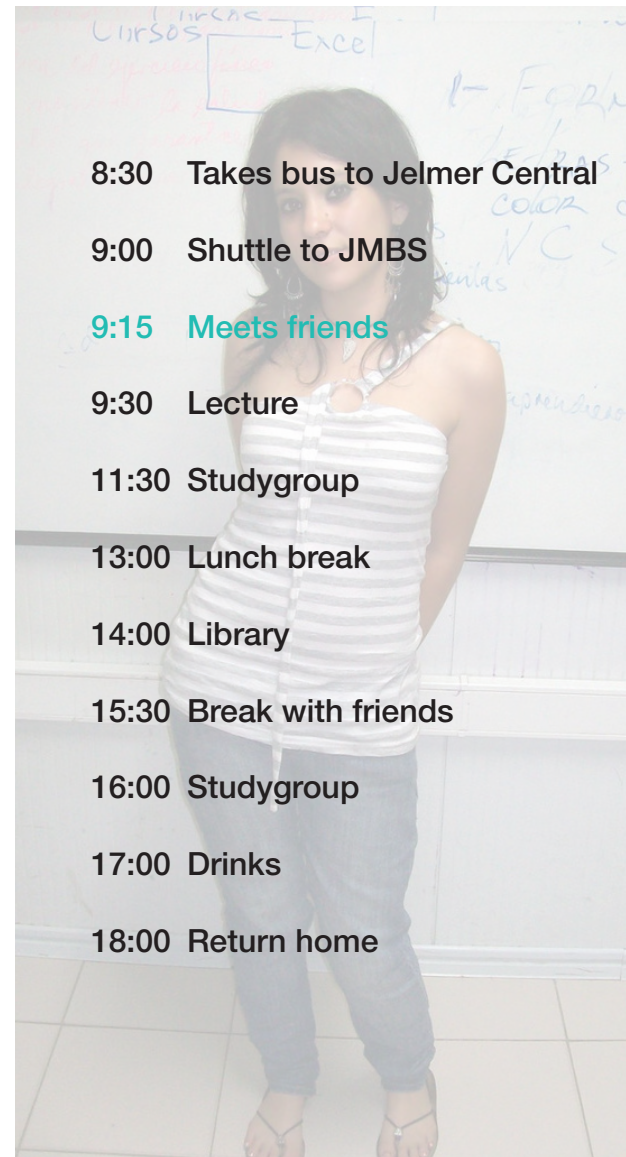 Cursos
Excel
8:30 Takes bus to Jelmer Central
9:00 Shuttle to JMBS
9:15 Meets friends
9:30 Lecture
11:30 Studygroup
13:00 Lunch break
14:00 Library
15:30 Break with friends
16:00 Studygroup
17:00 Drinks
18:00 Return home